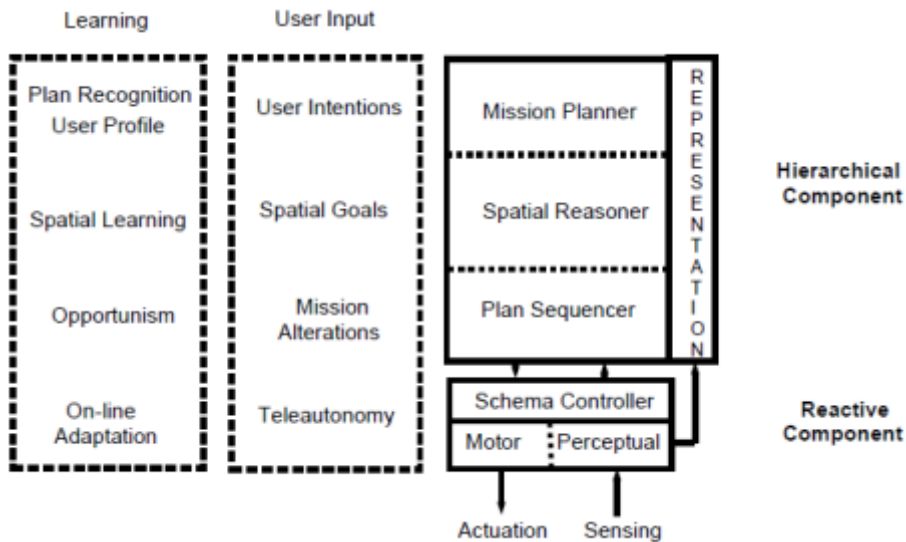 Learning
User Input
Plan Recognition
User Profile
Spatial Learning
Opportunism
On-line
Adaptation
User Intentions
Spatial Goals
Mission
Alterations
Teleautonomy
Mission Planner
Spatial Reasoner
Plan Sequencer
REPRESENTATION
Schema Controller
Motor
Perceptual
Actuation
Sensing
Hierarchical
Component
Reactive
Component